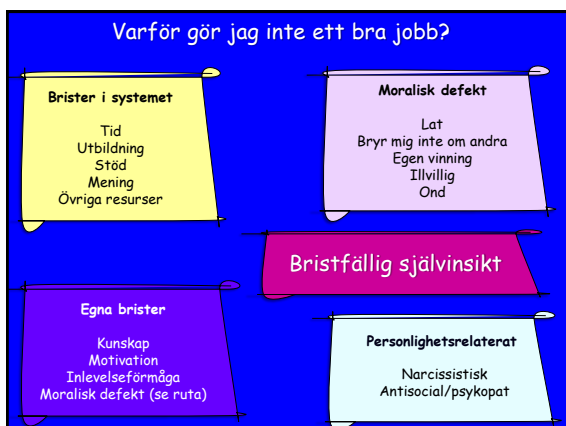 Varför gör jag inte ett bra jobb?
Brister i systemet
Tid
Utbildning
Stöd
Mening
Övriga resurser
Moralisk defekt
Lat
Bryr mig inte om andra
Egen vinning
Illvillig
Ond
Bristfällig självinsikt
Egna brister
Kunskap
Motivation
Inlevelseförmåga
Moralisk defekt (se ruta)
Personlighetsrelaterat
Narcissistisk
Antisocial/psykopat